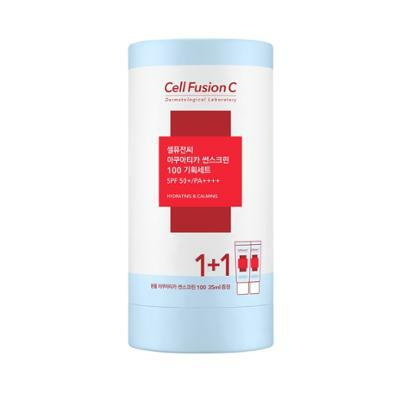 Cell Fusion C
Dermatological Laboratory
셀퓨전씨
아쿠아티카 썬스크린
100 기획세트
SPF 50+/PA++++
HYDRATING & CALMING
1+1
본품 아쿠아티카 썬스크린 100 35ml 증정